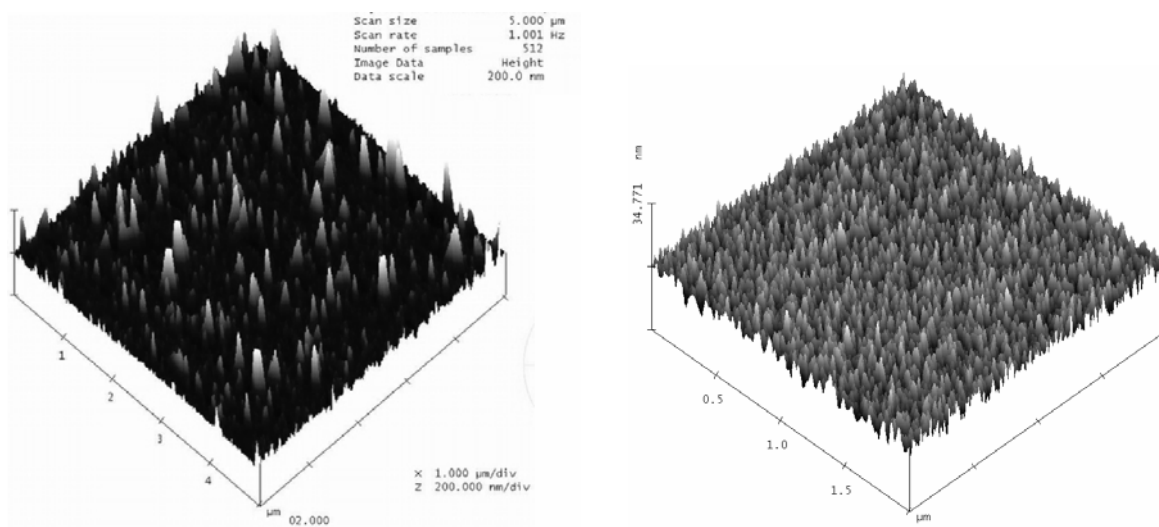 Scan size 5.000 µm
Scan rate 1.001 Hz
Number of samples 512
Image Data Height
Data scale 200.0 nm
1
2
3
4
µm
X 1.000 µm/div
Z 200.000 nm/div
02.000
34.771 nm
0.5
1.0
1.5
µm